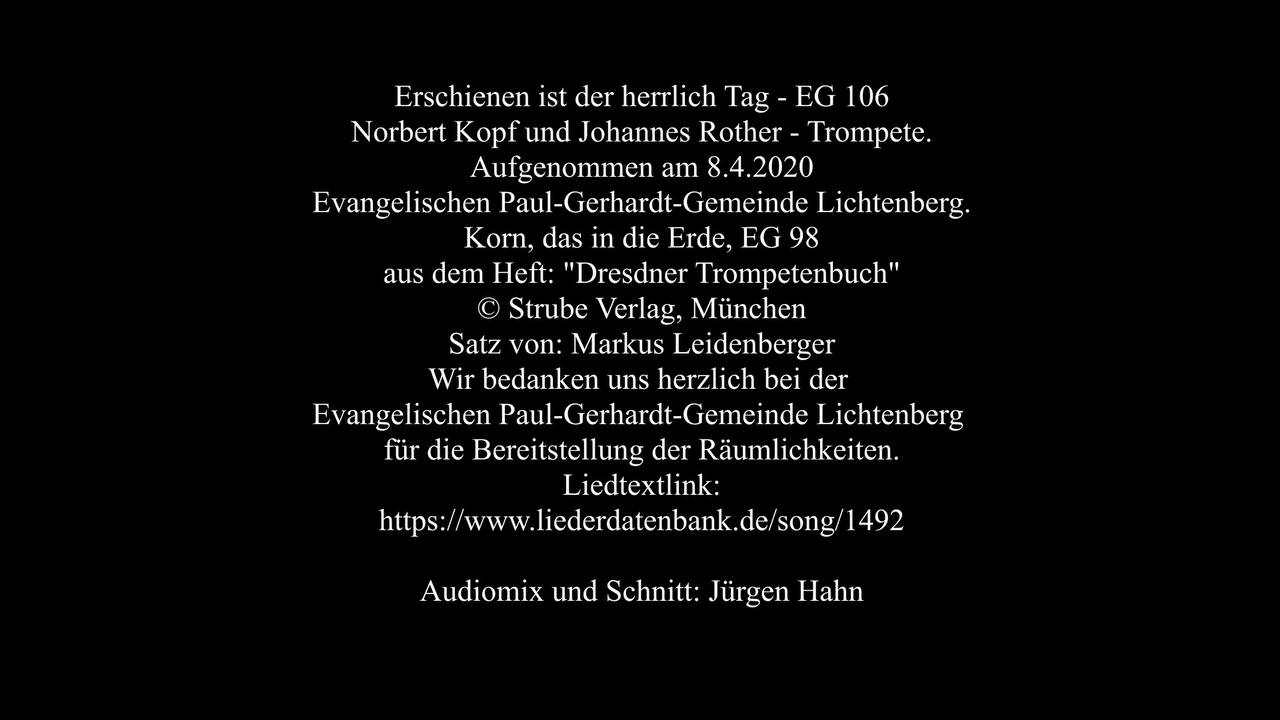 Erschienen ist der herrlich Tag - EG 106
Norbert Kopf und Johannes Rother - Trompete.
Aufgenommen am 8.4.2020
Evangelischen Paul-Gerhardt-Gemeinde Lichtenberg.
Korn, das in die Erde, EG 98
aus dem Heft: "Dresdner Trompetenbuch"
© Strube Verlag, München
Satz von: Markus Leidenberger
Wir bedanken uns herzlich bei der
Evangelischen Paul-Gerhardt-Gemeinde Lichtenberg
für die Bereitstellung der Räumlichkeiten.
Liedtextlink:
https://www.liederdatenbank.de/song/1492
Audiomix und Schnitt: Jürgen Hahn